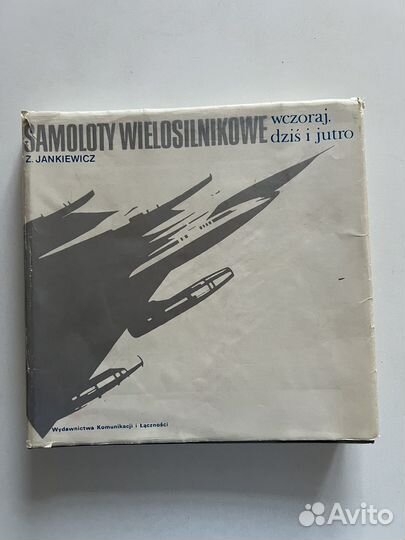 SAMOLOTY WIELOSILNIKOWE wczoraj,
dziś i jutro
Z. JANKIEWICZ
Wydawnictwa Komunikacji i Łączności
Avito